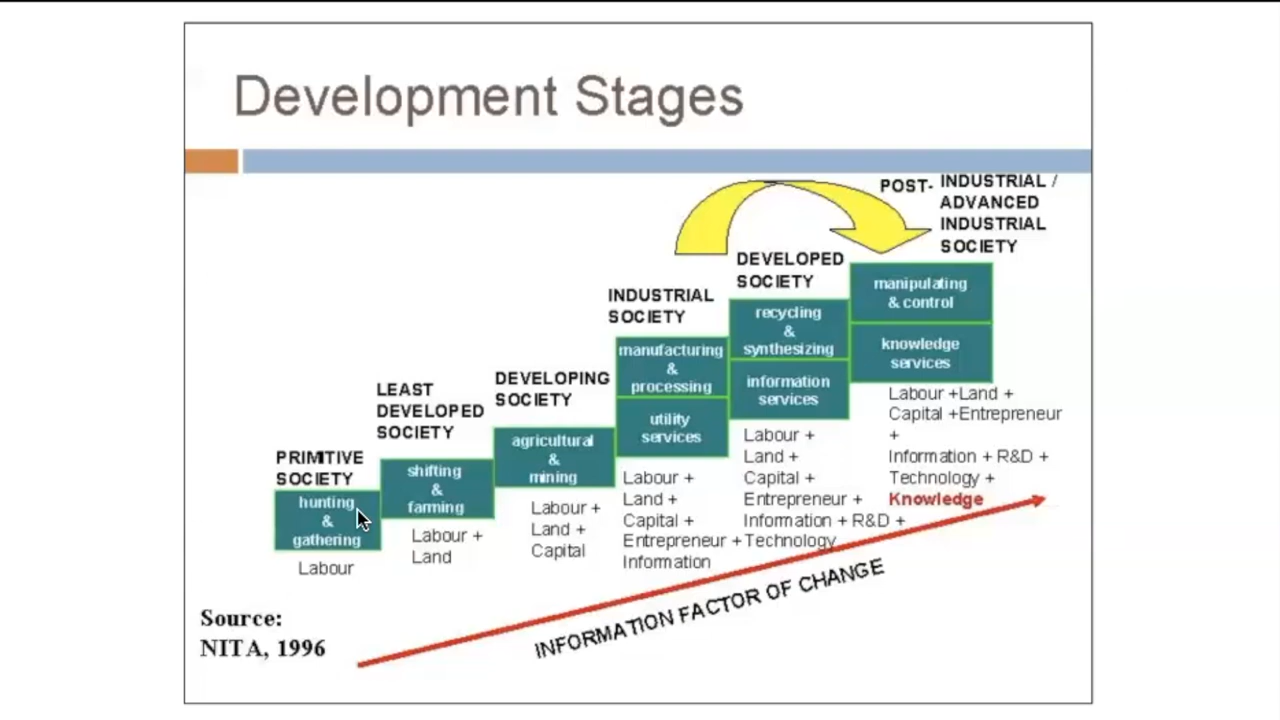 Development Stages
POST- INDUSTRIAL /
ADVANCED
INDUSTRIAL
SOCIETY
DEVELOPED
SOCIETY
manipulating
& control
INDUSTRIAL
SOCIETY
recycling
&
synthesizing
knowledge
services
manufacturing
&
processing
information
services
LEAST
DEVELOPED
SOCIETY
DEVELOPING
SOCIETY
utility
services
Labour +Land +
Capital +Entrepreneur
+
Information + R&D +
Technology +
Knowledge
agricultural
&
mining
Labour +
Land +
Capital +
Entrepreneur +
Information + R&D +
Technology
PRIMITIVE
SOCIETY
shifting
&
farming
Labour +
Land +
Capital +
Entrepreneur +
Information
hunting
&
gathering
Labour +
Land +
Capital
Labour +
Land
Labour
INFORMATION FACTOR OF CHANGE
Source:
NITA, 1996